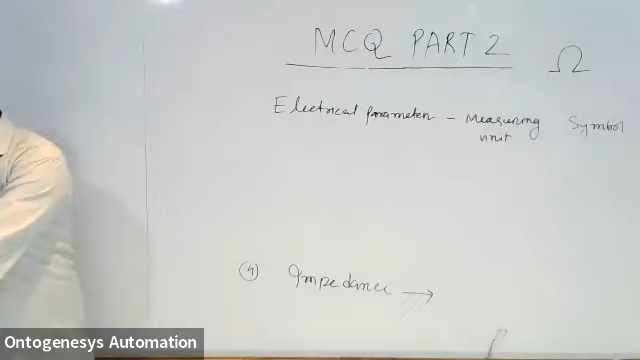 MCQ PART 2
Ω
Electrical parameter - Measuring unit Symbol
④ Impedance →
Ontogenesys Automation